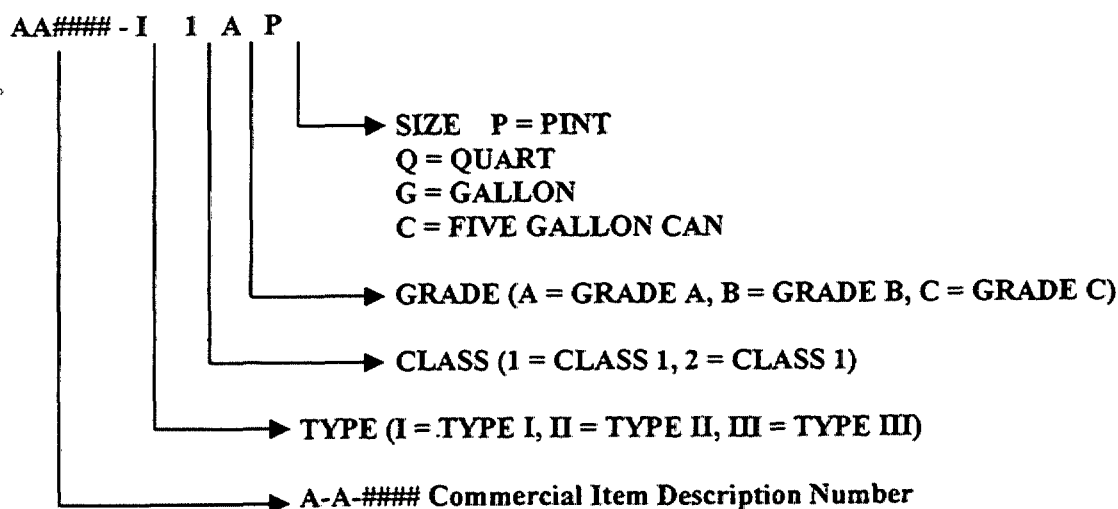 AA#### - I 1 A P
SIZE P = PINT
Q = QUART
G = GALLON
C = FIVE GALLON CAN
GRADE (A = GRADE A, B = GRADE B, C = GRADE C)
CLASS (1 = CLASS 1, 2 = CLASS 1)
TYPE (I = .TYPE I, II = TYPE II, III = TYPE III)
A-A-#### Commercial Item Description Number